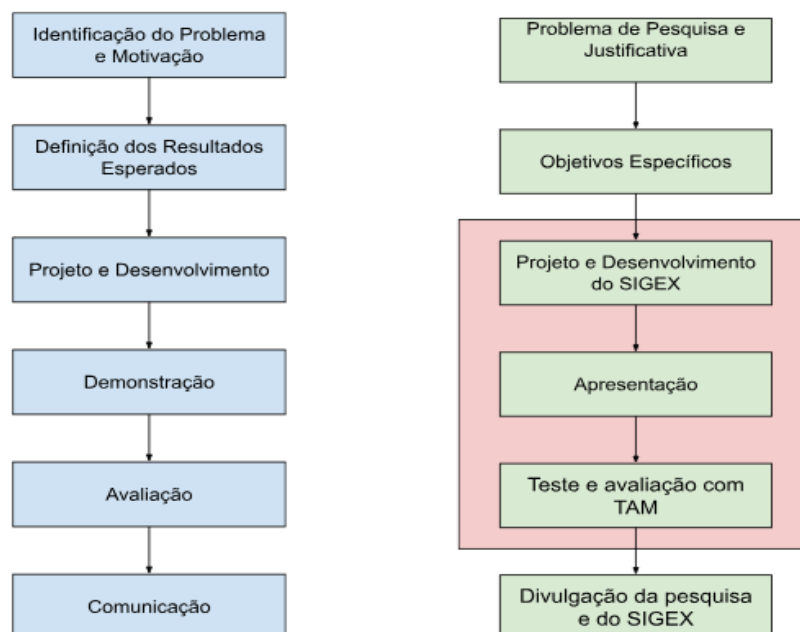 Identificação do Problema
e Motivação
Definição dos Resultados
Esperados
Projeto e Desenvolvimento
Demonstração
Avaliação
Comunicação
Problema de Pesquisa e
Justificativa
Objetivos Específicos
Projeto e Desenvolvimento
do SIGEX
Apresentação
Teste e avaliação com
TAM
Divulgação da pesquisa
e do SIGEX